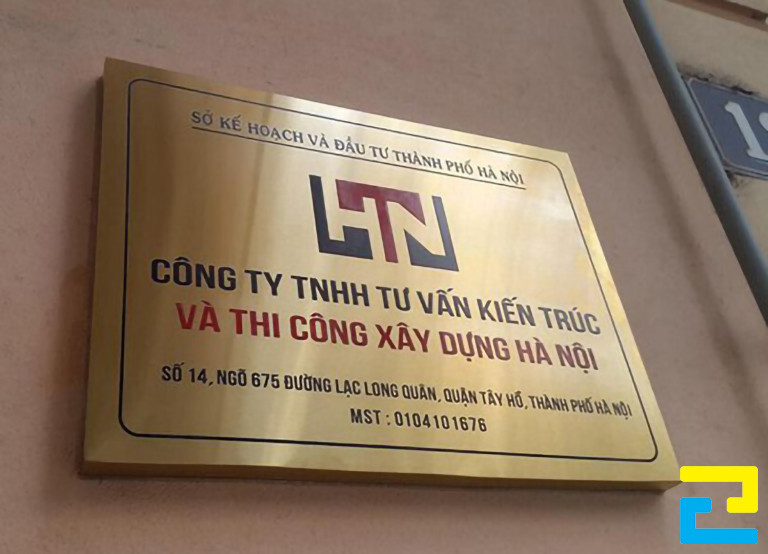 SỞ KẾ HOẠCH VÀ ĐẦU TƯ THÀNH PHỐ HÀ NỘI
HTN
CÔNG TY TNHH TƯ VẤN KIẾN TRÚC
VÀ THI CÔNG XÂY DỰNG HÀ NỘI
SỐ 14, NGÕ 675 ĐƯỜNG LẠC LONG QUÂN, QUẬN TÂY HỒ, THÀNH PHỐ HÀ NỘI
MST : 0104101676